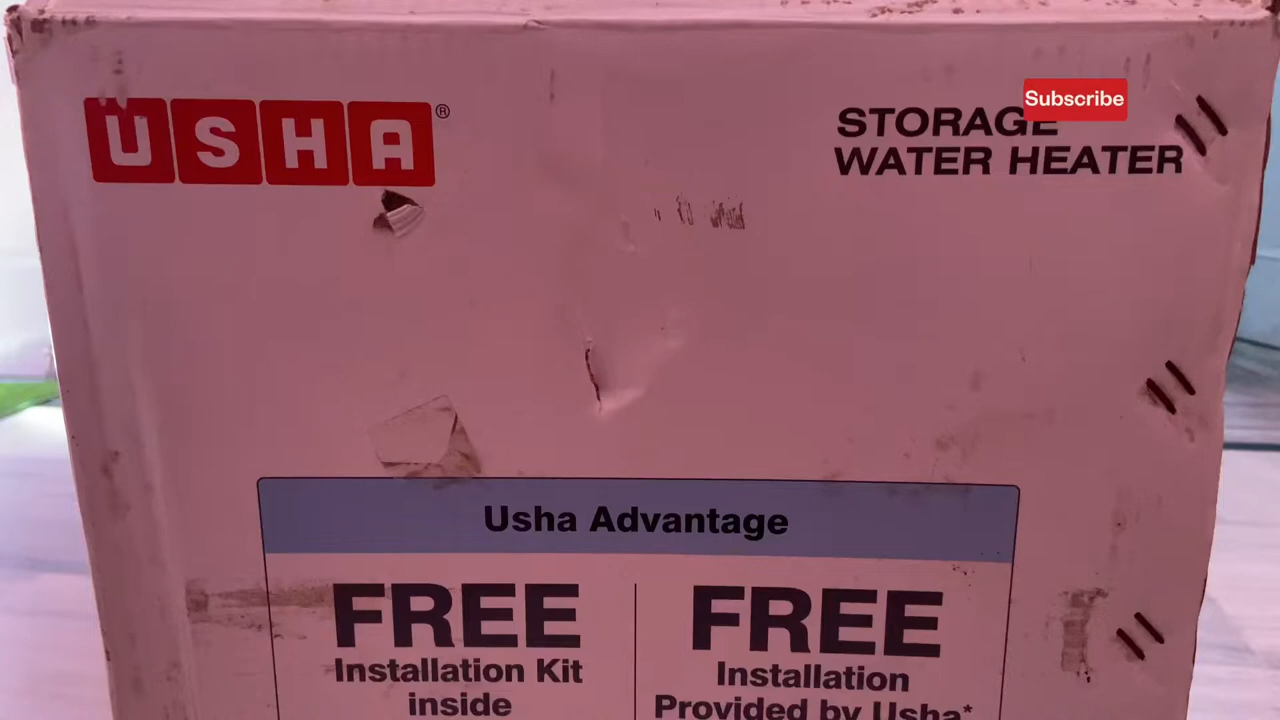 USHA®
STORAGE
WATER HEATER
Subscribe
Usha Advantage
FREE
Installation Kit
inside
FREE
Installation
Provided by Usha*